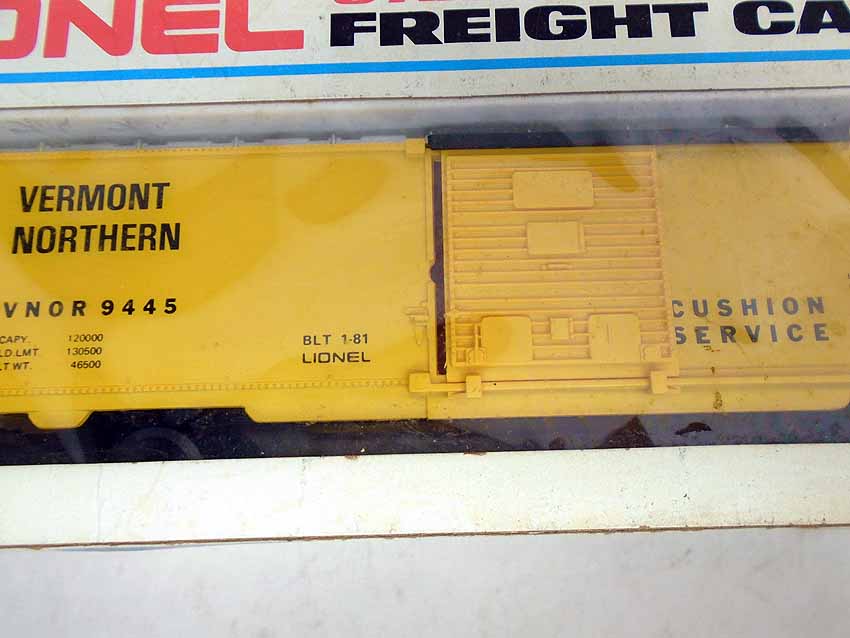 ONEL
FREIGHT CA
VERMONT
NORTHERN
VNOR 9445
CAPY. 120000
LD.LMT. 130500
LT WT. 46500
BLT 1-81
LIONEL
CUSHION
SERVICE